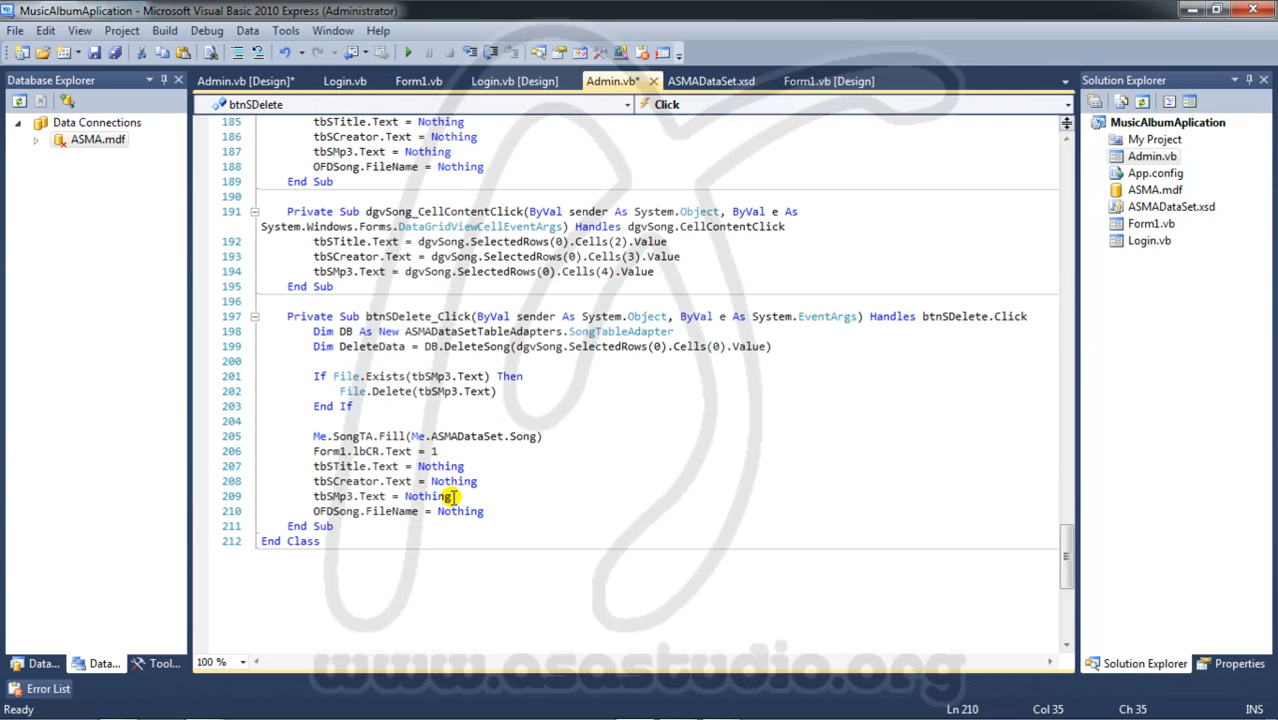 MusicAlbumAplication - Microsoft Visual Basic 2010 Express (Administrator)
File Edit View Project Build Debug Data Tools Window Help
Database Explorer
Data Connections
ASMA.mdf
Admin.vb [Design]* Login.vb Form1.vb Login.vb [Design] Admin.vb* ASMADataSet.xsd Form1.vb [Design]
btnSDelete Click
185 tbSTitle.Text = Nothing
186 tbSCreator.Text = Nothing
187 tbSMp3.Text = Nothing
188 OFDSong.FileName = Nothing
189 End Sub
190
191 Private Sub dgvSong_CellContentClick(ByVal sender As System.Object, ByVal e As
System.Windows.Forms.DataGridViewCellEventArgs) Handles dgvSong.CellContentClick
192 tbSTitle.Text = dgvSong.SelectedRows(0).Cells(2).Value
193 tbSCreator.Text = dgvSong.SelectedRows(0).Cells(3).Value
194 tbSMp3.Text = dgvSong.SelectedRows(0).Cells(4).Value
195 End Sub
196
197 Private Sub btnSDelete_Click(ByVal sender As System.Object, ByVal e As System.EventArgs) Handles btnSDelete.Click
198 Dim DB As New ASMADataSetTableAdapters.SongTableAdapter
199 Dim DeleteData = DB.DeleteSong(dgvSong.SelectedRows(0).Cells(0).Value)
200
201 If File.Exists(tbSMp3.Text) Then
202 File.Delete(tbSMp3.Text)
203 End If
204
205 Me.SongTA.Fill(Me.ASMADataSet.Song)
206 Form1.lbCR.Text = 1
207 tbSTitle.Text = Nothing
208 tbSCreator.Text = Nothing
209 tbSMp3.Text = Nothing
210 OFDSong.FileName = Nothing
211 End Sub
212 End Class
100 %
Solution Explorer
MusicAlbumAplication
My Project
Admin.vb
App.config
ASMA.mdf
ASMADataSet.xsd
Form1.vb
Login.vb
Data... Data... Tool...
Solution Explorer Properties
www.asastudio.org
Error List
Ready Ln 210 Col 35 Ch 35 INS